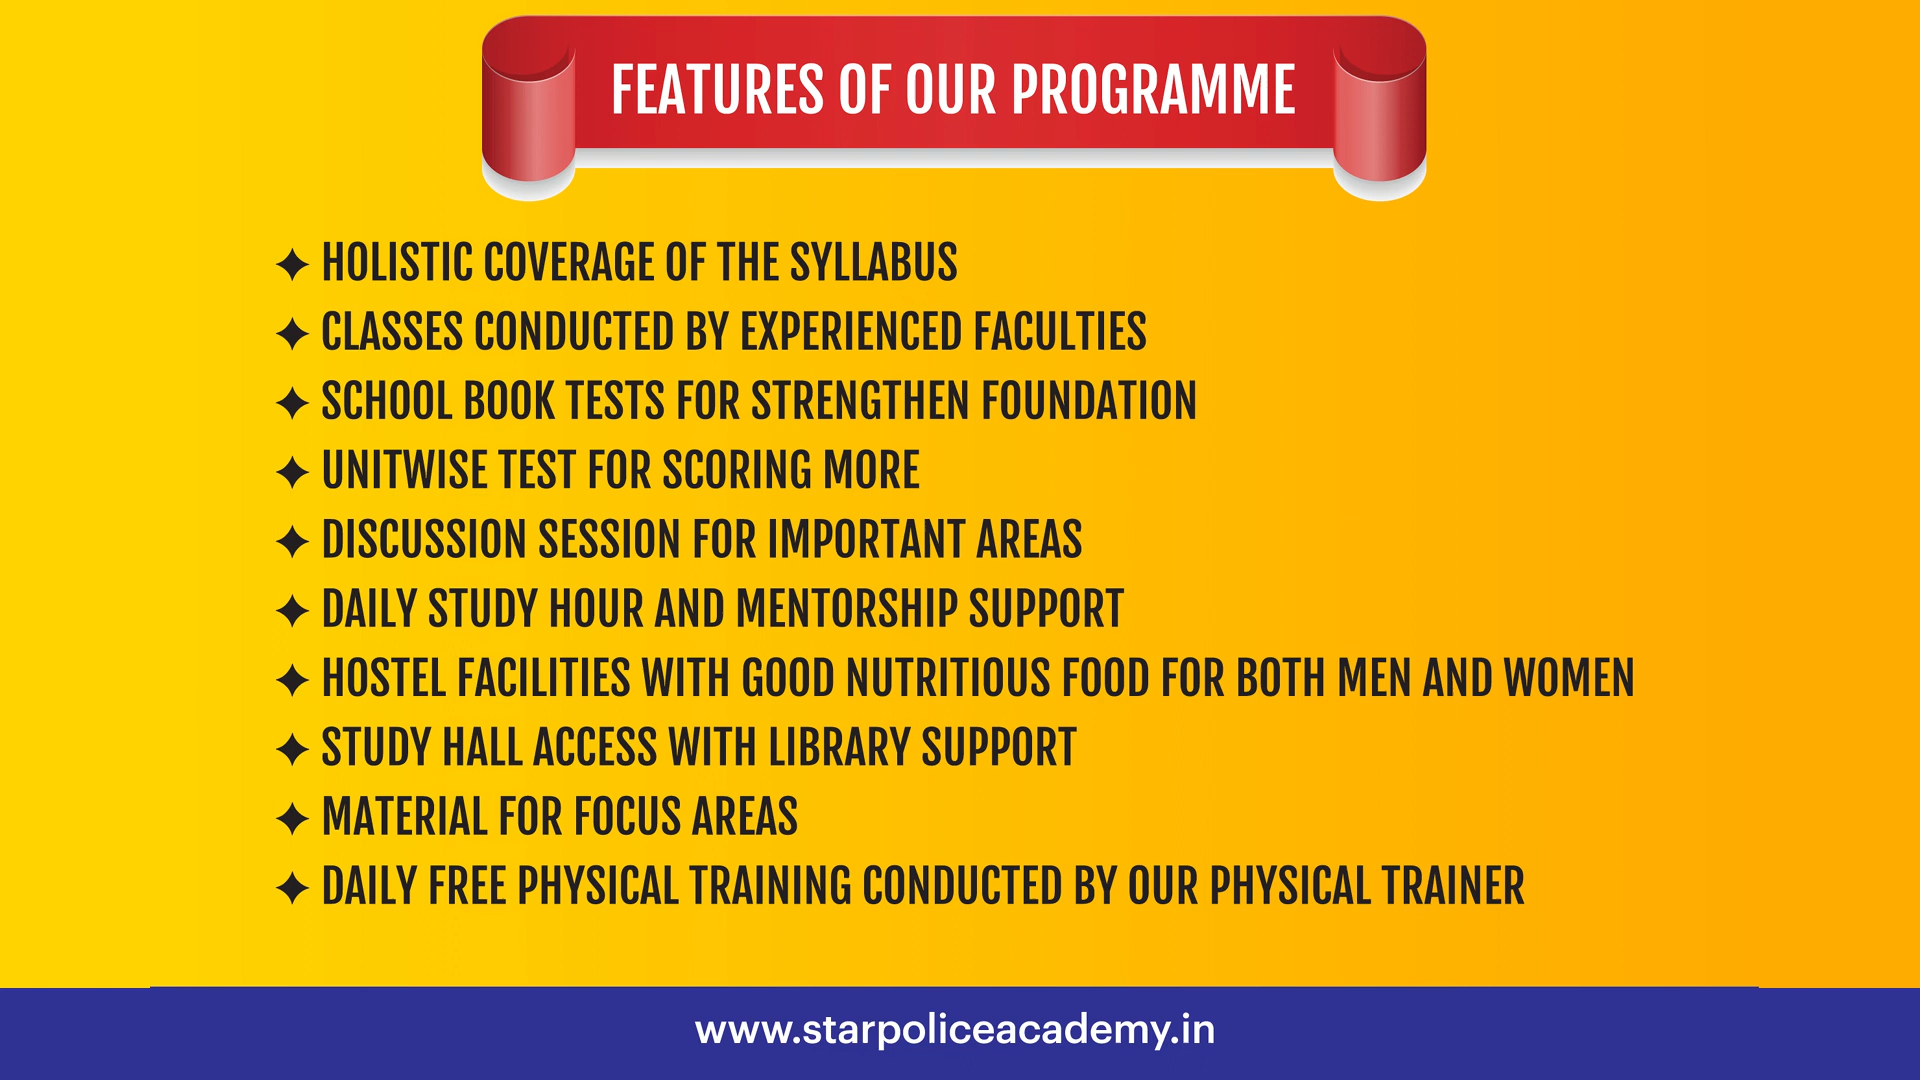 FEATURES OF OUR PROGRAMME
✦ HOLISTIC COVERAGE OF THE SYLLABUS
✦ CLASSES CONDUCTED BY EXPERIENCED FACULTIES
✦ SCHOOL BOOK TESTS FOR STRENGTHEN FOUNDATION
✦ UNITWISE TEST FOR SCORING MORE
✦ DISCUSSION SESSION FOR IMPORTANT AREAS
✦ DAILY STUDY HOUR AND MENTORSHIP SUPPORT
✦ HOSTEL FACILITIES WITH GOOD NUTRITIOUS FOOD FOR BOTH MEN AND WOMEN
✦ STUDY HALL ACCESS WITH LIBRARY SUPPORT
✦ MATERIAL FOR FOCUS AREAS
✦ DAILY FREE PHYSICAL TRAINING CONDUCTED BY OUR PHYSICAL TRAINER
www.starpoliceacademy.in